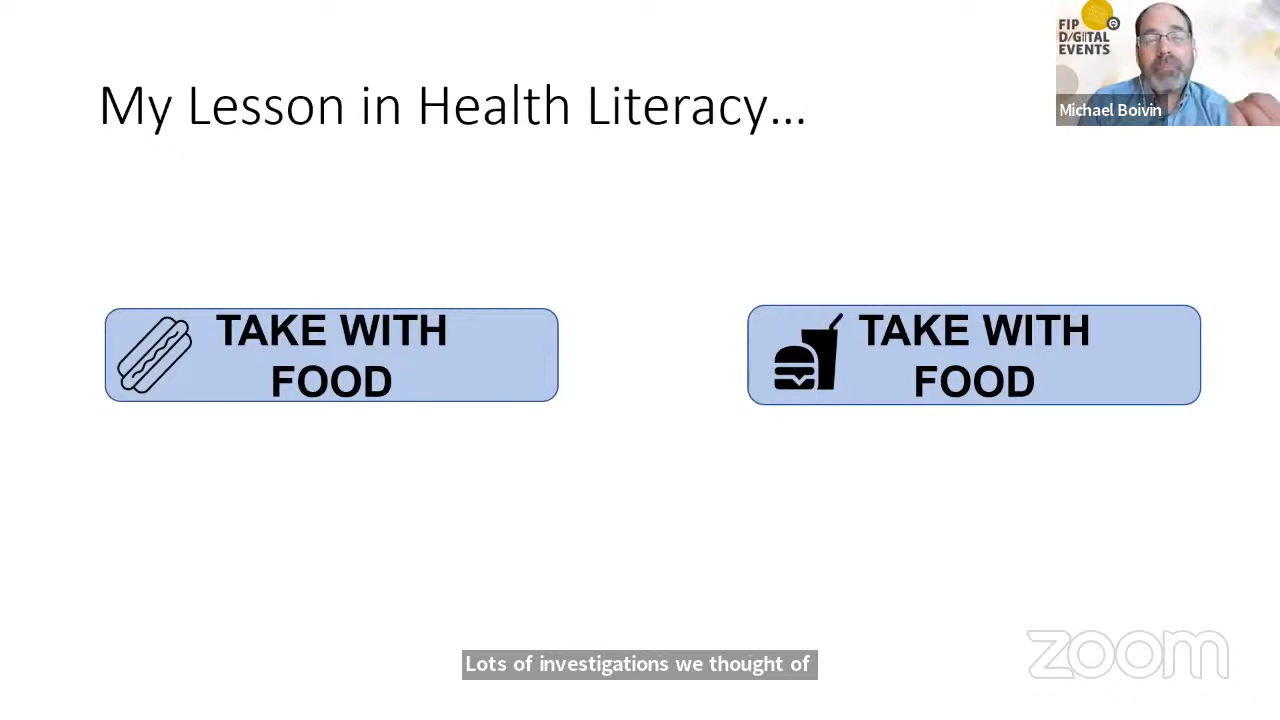 My Lesson in Health Literacy...
FIP
D/GITAL
EVENTS
Michael Boivin
TAKE WITH
FOOD
TAKE WITH
FOOD
Lots of investigations we thought of
zoom